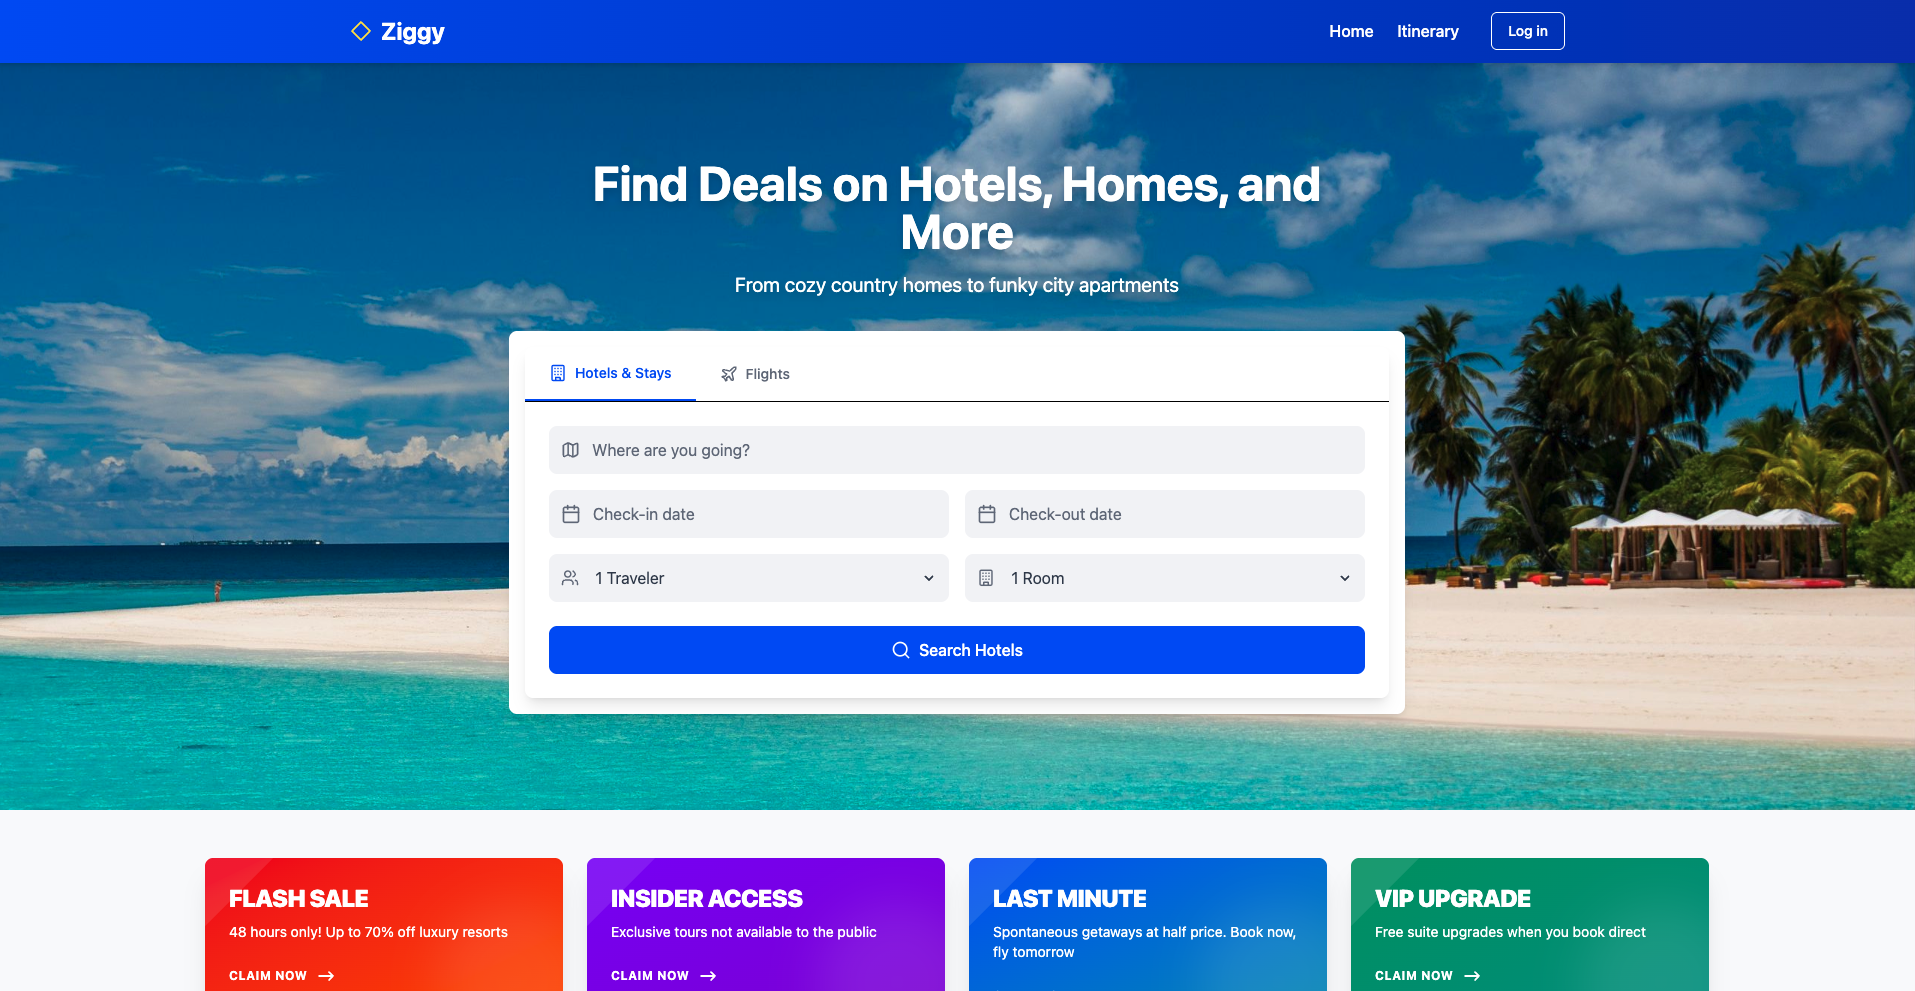 Ziggy
Home
Itinerary
Log in
Find Deals on Hotels, Homes, and
More
From cozy country homes to funky city apartments
Hotels & Stays
Flights
Where are you going?
Check-in date
Check-out date
1 Traveler
1 Room
Search Hotels
FLASH SALE
48 hours only! Up to 70% off luxury resorts
CLAIM NOW
INSIDER ACCESS
Exclusive tours not available to the public
CLAIM NOW
LAST MINUTE
Spontaneous getaways at half price. Book now,
fly tomorrow
VIP UPGRADE
Free suite upgrades when you book direct
CLAIM NOW